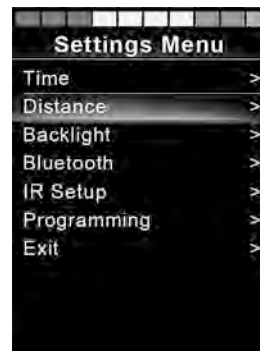 Settings Menu
Time >
Distance >
Backlight >
Bluetooth >
IR Setup >
Programming >
Exit >